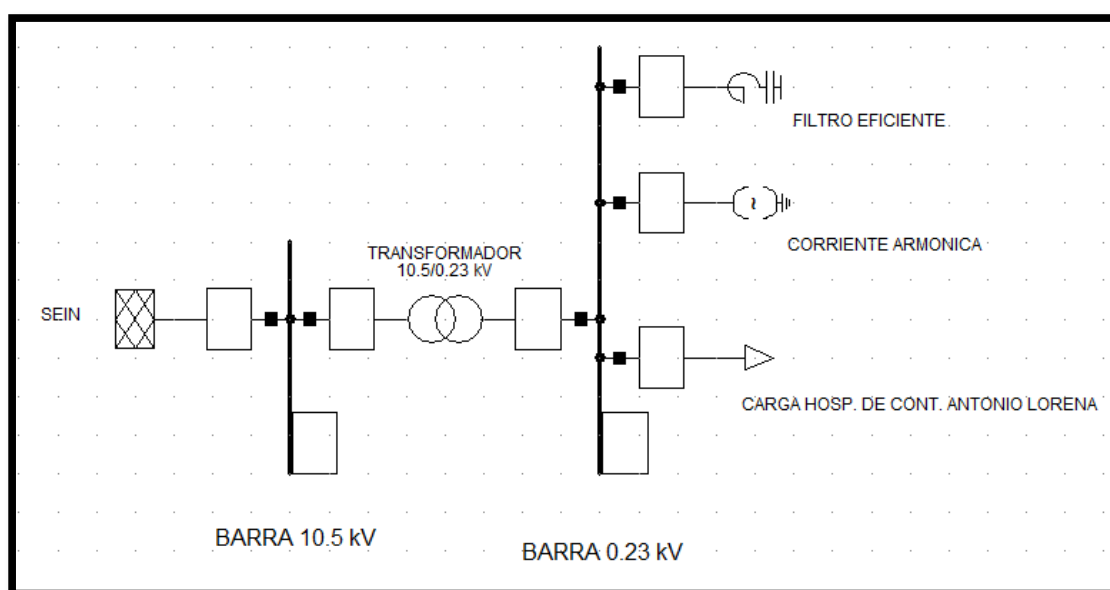 FILTRO EFICIENTE
CORRIENTE ARMONICA
TRANSFORMADOR
10.5/0.23 kV
SEIN
CARGA HOSP. DE CONT. ANTONIO LORENA
BARRA 10.5 kV
BARRA 0.23 kV